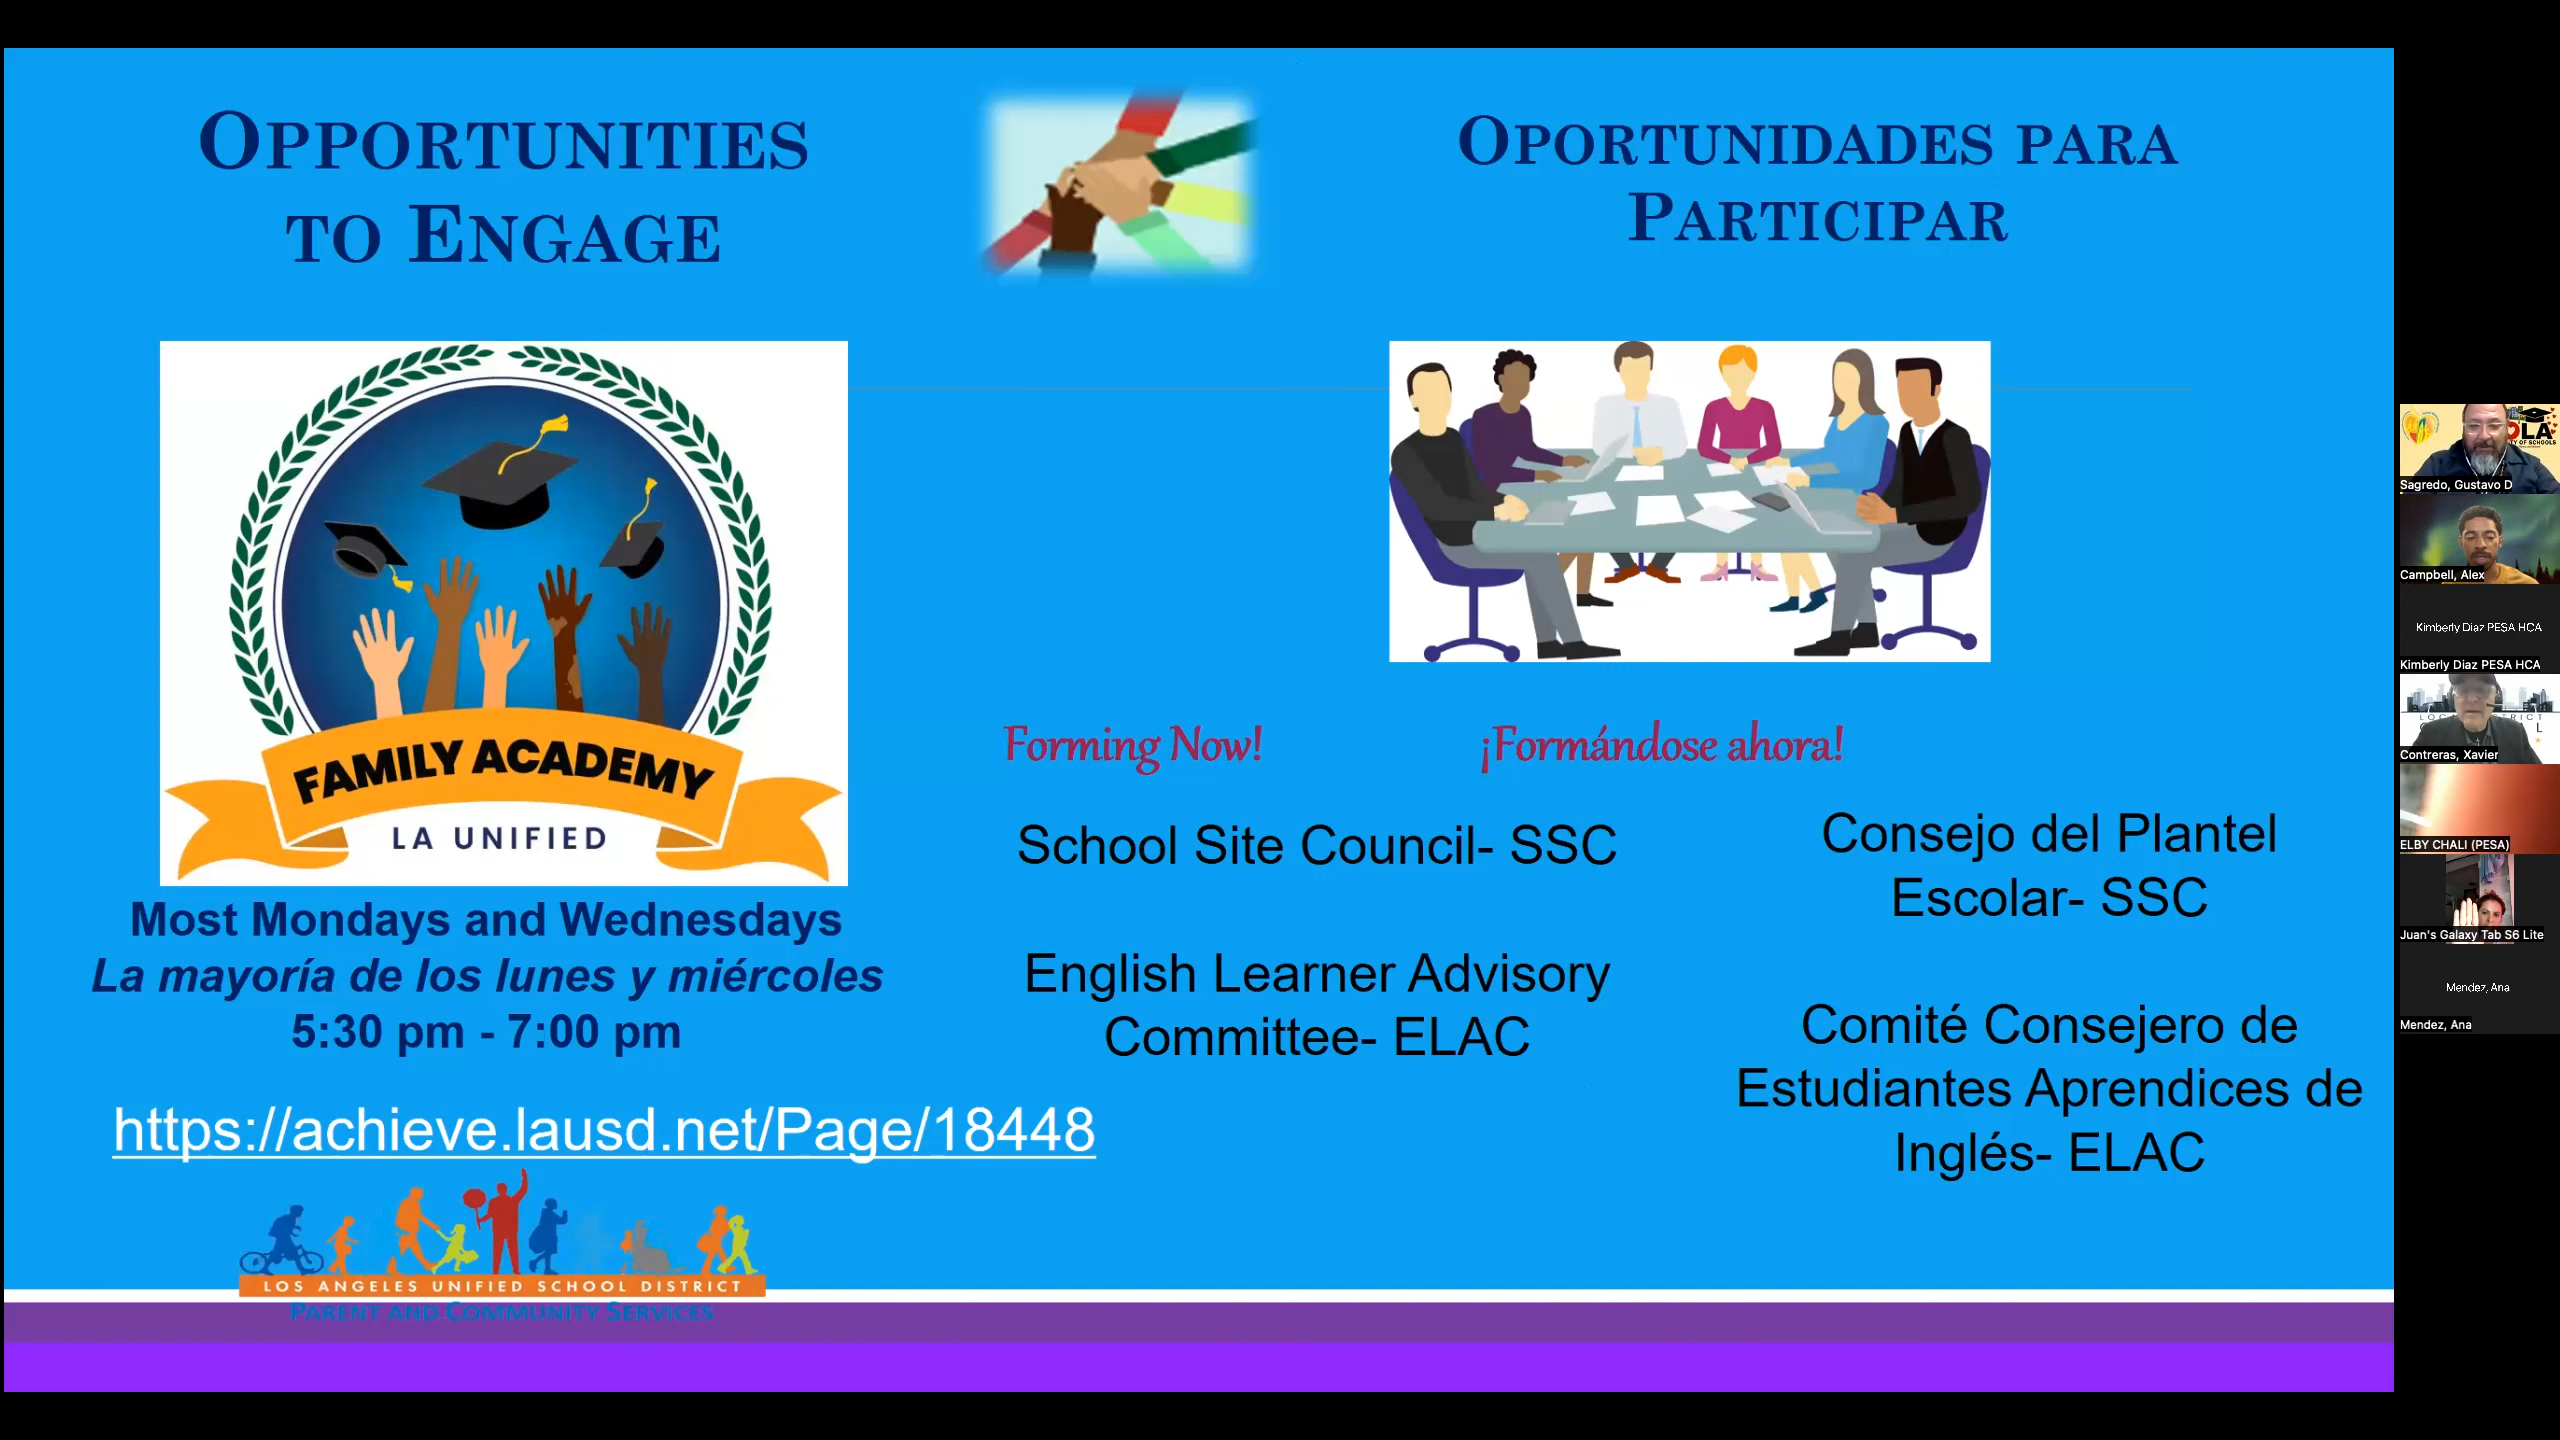 OPPORTUNITIES
TO ENGAGE
OPORTUNIDADES PARA
PARTICIPAR
FAMILY ACADEMY
LA UNIFIED
Most Mondays and Wednesdays
La mayoría de los lunes y miércoles
5:30 pm - 7:00 pm
https://achieve.lausd.net/Page/18448
LOS ANGELES UNIFIED SCHOOL DISTRICT
PARENT AND COMMUNITY SERVICES
Forming Now!
School Site Council- SSC
English Learner Advisory
Committee- ELAC
¡Formándose ahora!
Consejo del Plantel
Escolar- SSC
Comité Consejero de
Estudiantes Aprendices de
Inglés- ELAC
LA
Sagredo, Gustavo D
Campbell, Alex
Kimberly Diaz PESA HCA
Kimberly Diaz PESA HCA
Contreras, Xavier
ELBY CHALI (PESA)
Juan's Galaxy Tab S6 Lite
Mendez, Ana
Mendez, Ana